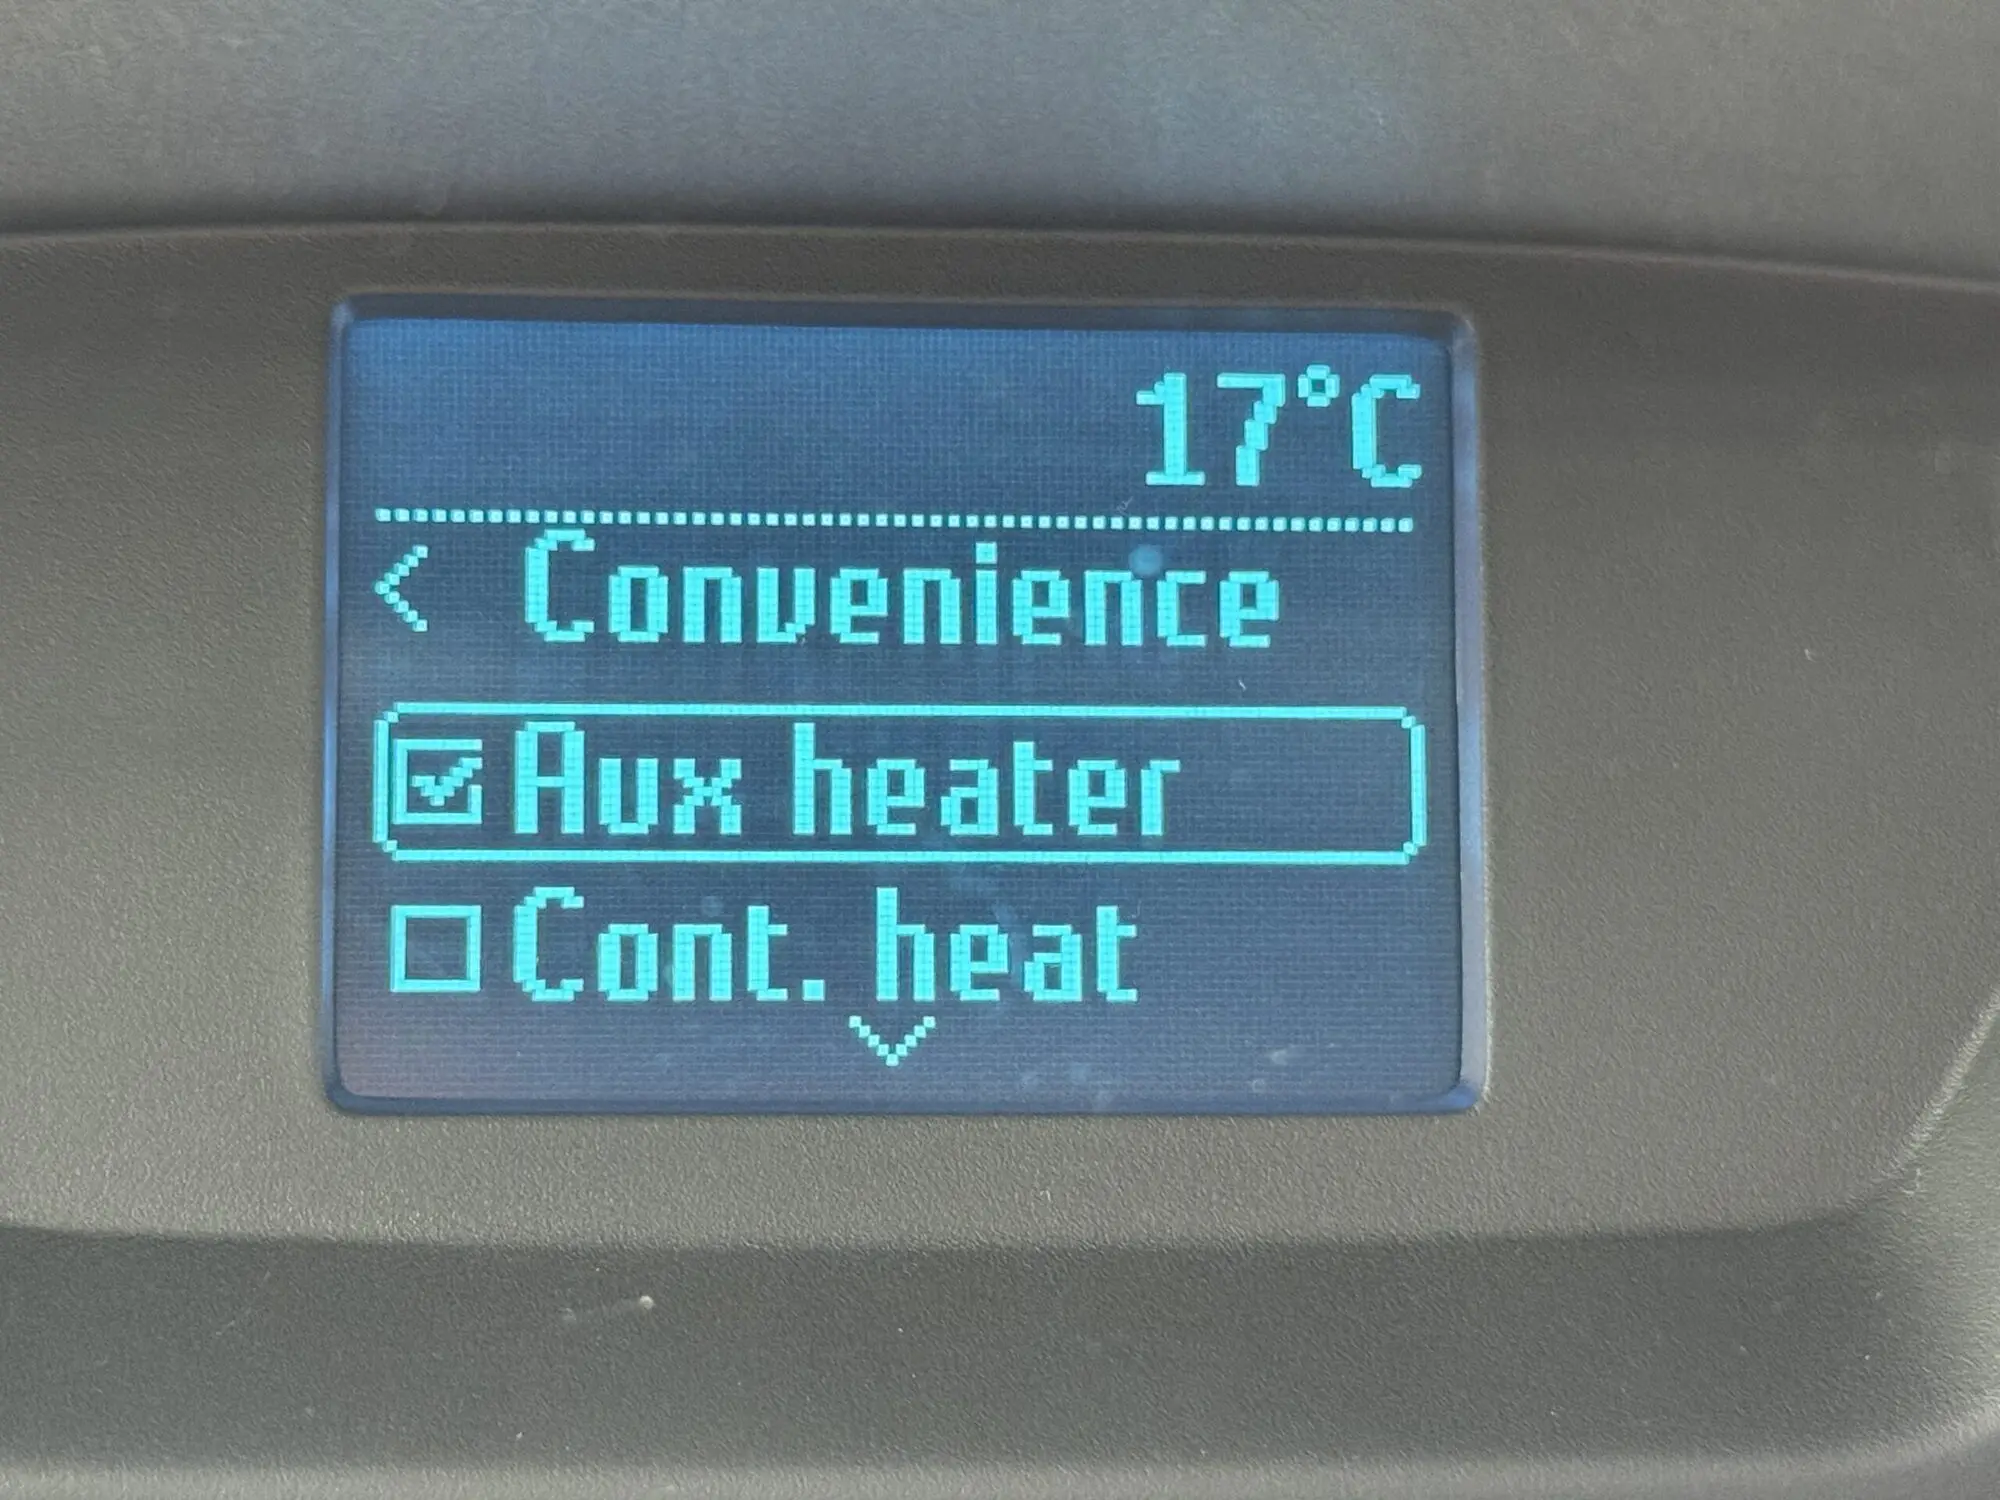 17°C
< Convenience
Aux heater
Cont. heat